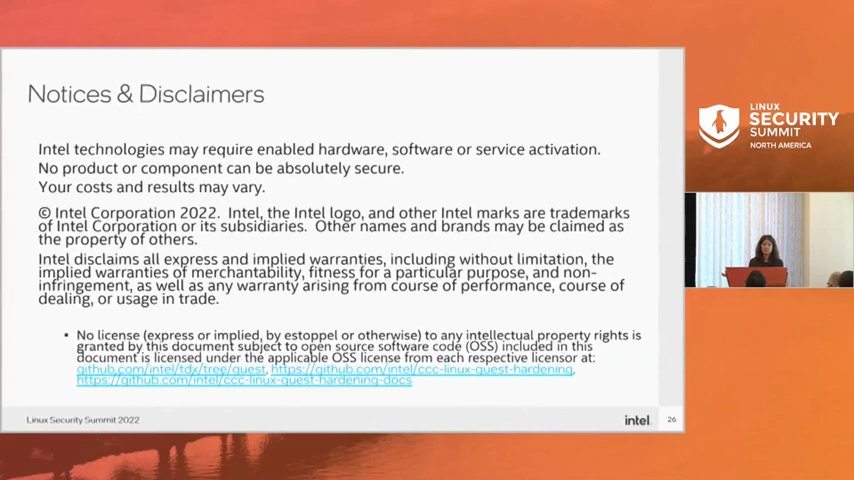 Notices & Disclaimers
Intel technologies may require enabled hardware, software or service activation.
No product or component can be absolutely secure.
Your costs and results may vary.
© Intel Corporation 2022. Intel, the Intel logo, and other Intel marks are trademarks
of Intel Corporation or its subsidiaries. Other names and brands may be claimed as
the property of others.
Intel disclaims all express and implied warranties, including without limitation, the
implied warranties of merchantability, fitness for a particular purpose, and non-
infringement, as well as any warranty arising from course of performance, course of
dealing, or usage in trade.
• No license (express or implied, by estoppel or otherwise) to any intellectual property rights is
granted by this document subject to open source software code (OSS) included in this
document is licensed under the applicable OSS license from each respective licensor at:
github.com/intel/tdx/tree/guest, https://github.com/intel/ccc-linux-guest-hardening,
https://github.com/intel/ccc-linux-guest-hardening-docs
Linux Security Summit 2022
intel.
26
LINUX
SECURITY
SUMMIT
NORTH AMERICA